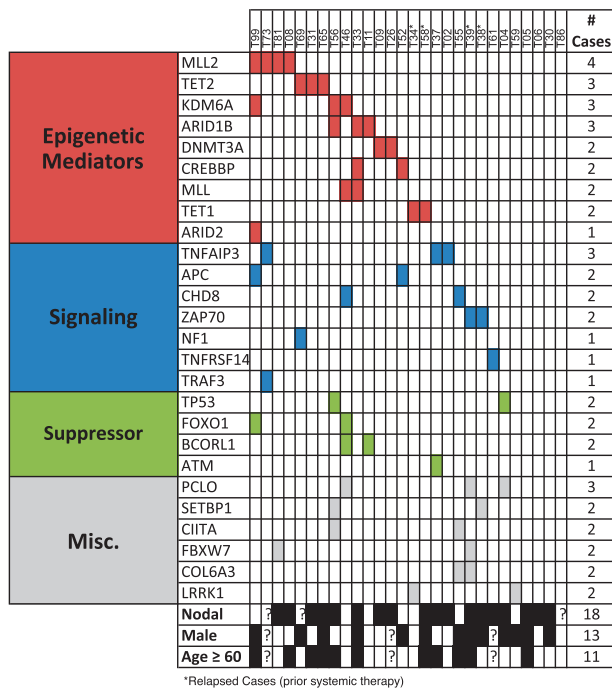 T99 T73 T81 T08 T69 T31 T65 T56 T46 T33 T11 T09 T26 T52 T34* T58* T37 T02 T55 T39* T38* T61 T04 T59 T05 T06 T30 T86 # Cases
Epigenetic Mediators
MLL2 4
TET2 3
KDM6A 3
ARID1B 3
DNMT3A 2
CREBBP 2
MLL 2
TET1 2
ARID2 1
Signaling
TNFAIP3 3
APC 2
CHD8 2
ZAP70 2
NF1 1
TNFRSF14 1
TRAF3 1
Suppressor
TP53 2
FOXO1 2
BCORL1 2
ATM 1
Misc.
PCLO 3
SETBP1 2
CIITA 2
FBXW7 2
COL6A3 2
LRRK1 2
Nodal ? ? ? 18
Male ? ? ? 13
Age ≥ 60 ? ? ? 11
*Relapsed Cases (prior systemic therapy)